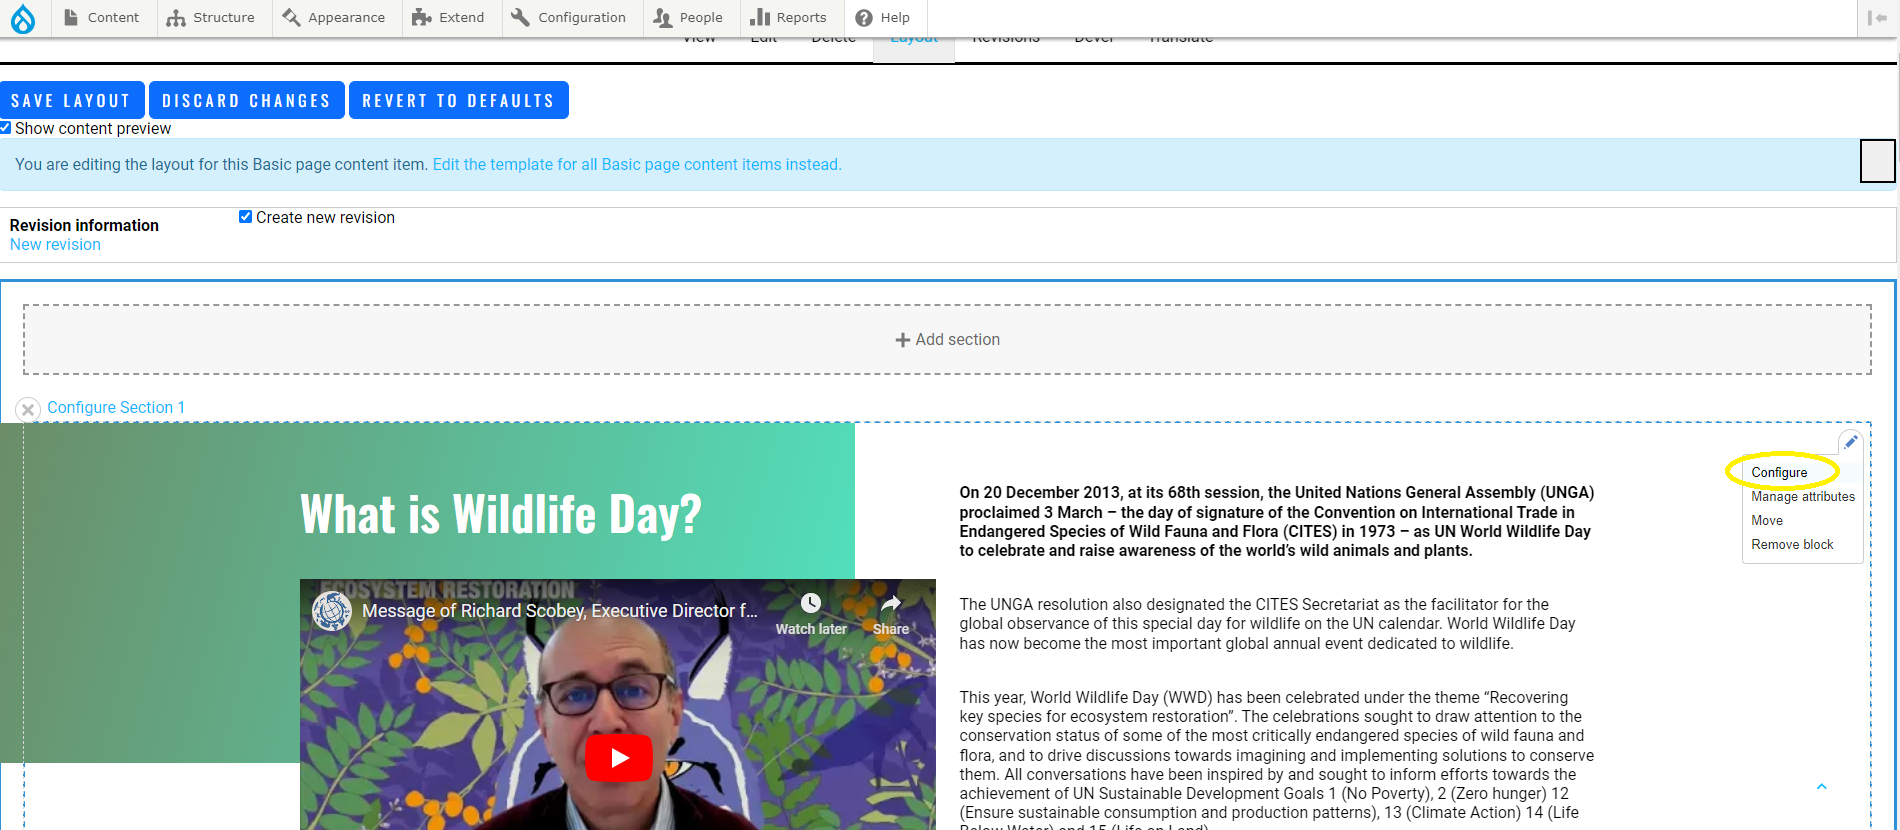 Content Structure Appearance Extend Configuration People Reports Help
View Edit Delete Layout Revisions Devel Translate
SAVE LAYOUT DISCARD CHANGES REVERT TO DEFAULTS
Show content preview
You are editing the layout for this Basic page content item. Edit the template for all Basic page content items instead.
Revision information
New revision
Create new revision
Add section
Configure Section 1
What is Wildlife Day?
ECOSYSTEM RESTORATION
Message of Richard Scobey, Executive Director f...
Watch later Share
On 20 December 2013, at its 68th session, the United Nations General Assembly (UNGA)
proclaimed 3 March – the day of signature of the Convention on International Trade in
Endangered Species of Wild Fauna and Flora (CITES) in 1973 – as UN World Wildlife Day
to celebrate and raise awareness of the world’s wild animals and plants.
The UNGA resolution also designated the CITES Secretariat as the facilitator for the
global observance of this special day for wildlife on the UN calendar. World Wildlife Day
has now become the most important global annual event dedicated to wildlife.
This year, World Wildlife Day (WWD) has been celebrated under the theme “Recovering
key species for ecosystem restoration”. The celebrations sought to draw attention to the
conservation status of some of the most critically endangered species of wild fauna and
flora, and to drive discussions towards imagining and implementing solutions to conserve
them. All conversations have been inspired by and sought to inform efforts towards the
achievement of UN Sustainable Development Goals 1 (No Poverty), 2 (Zero hunger) 12
(Ensure sustainable consumption and production patterns), 13 (Climate Action) 14 (Life
Below Water) and 15 (Life on Land).
Configure
Manage attributes
Move
Remove block